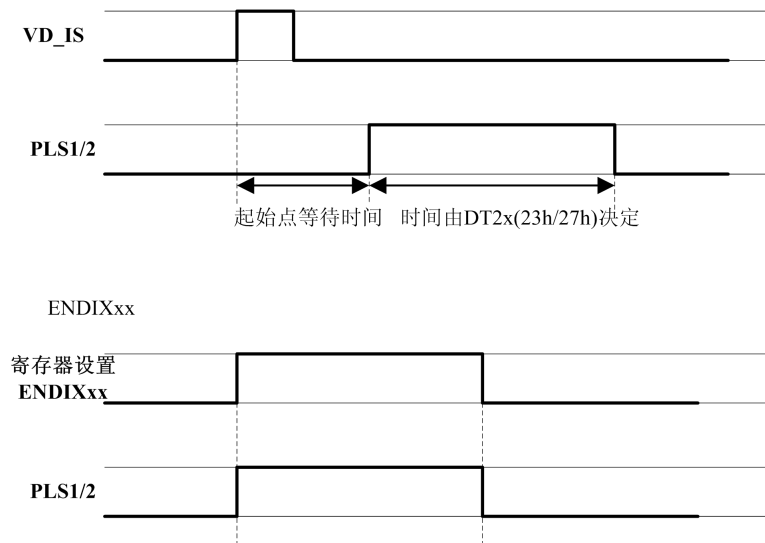 VD_IS
PLS1/2
起始点等待时间 时间由DT2x(23h/27h)决定
ENDIXxx
寄存器设置
ENDIXxx
PLS1/2